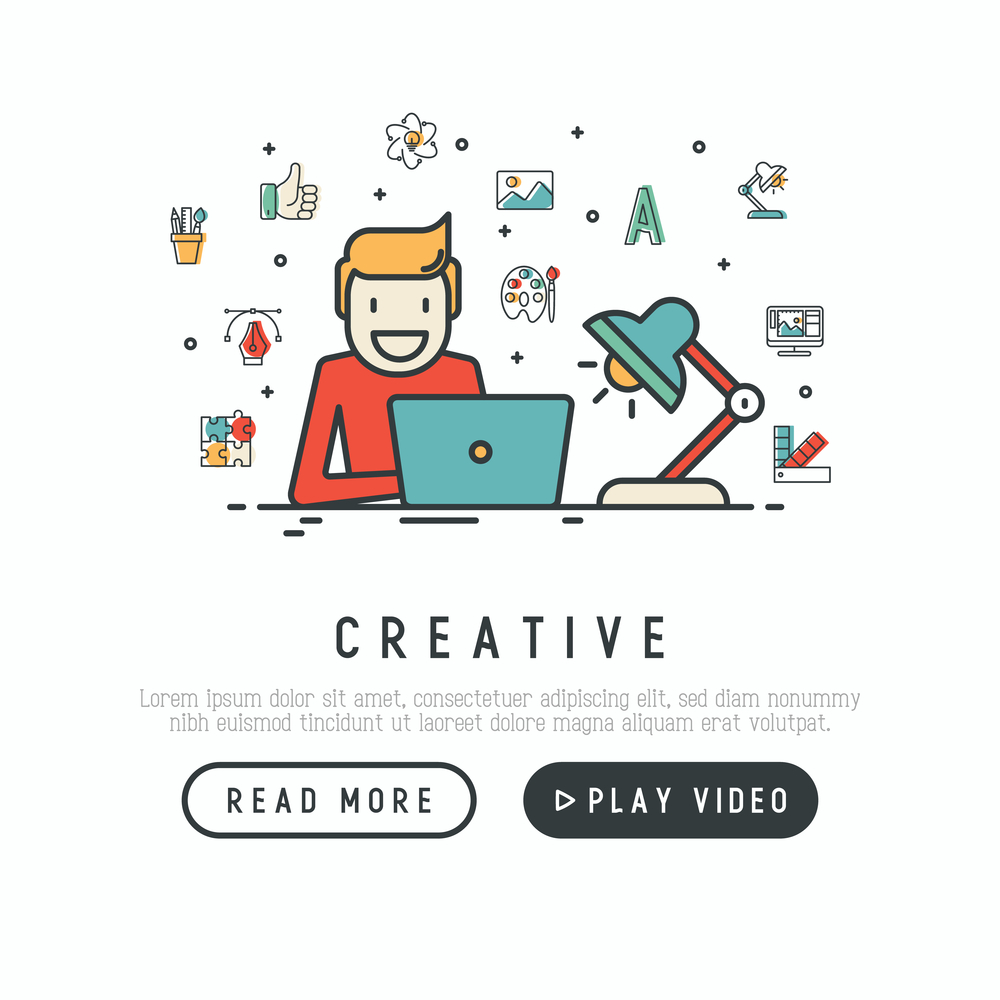 A
CREATIVE
Lorem ipsum dolor sit amet, consectetuer adipiscing elit, sed diam nonummy
nibh euismod tincidunt ut laoreet dolore magna aliquam erat volutpat.
READ MORE
PLAY VIDEO